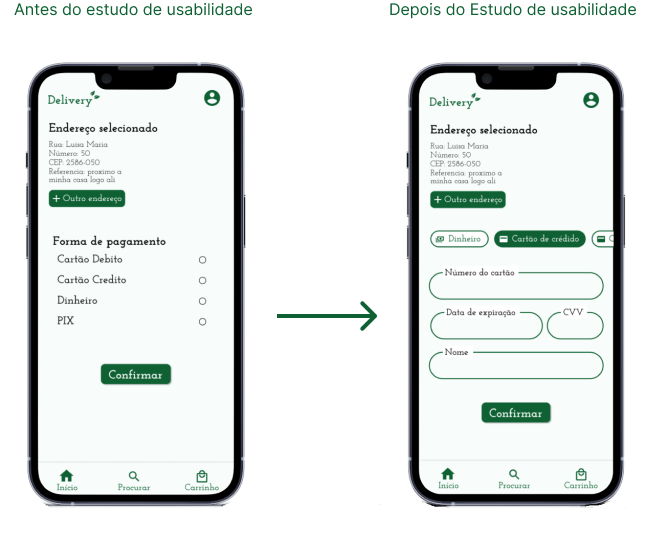 Antes do estudo de usabilidade
Delivery
Endereço selecionado
Rua: Luisa Maria
Número: 50
CEP: 2586-050
Referencia: proximo a
minha casa logo ali
+ Outro endereço
Forma de pagamento
Cartão Debito
Cartão Credito
Dinheiro
PIX
Confirmar
Início
Procurar
Carrinho
Depois do Estudo de usabilidade
Delivery
Endereço selecionado
Rua: Luisa Maria
Número: 50
CEP: 2586-050
Referencia: proximo a
minha casa logo ali
+ Outro endereço
Dinheiro Cartão de crédido C
Número do cartão
Data de expiração CVV
Nome
Confirmar
Início
Procurar
Carrinho